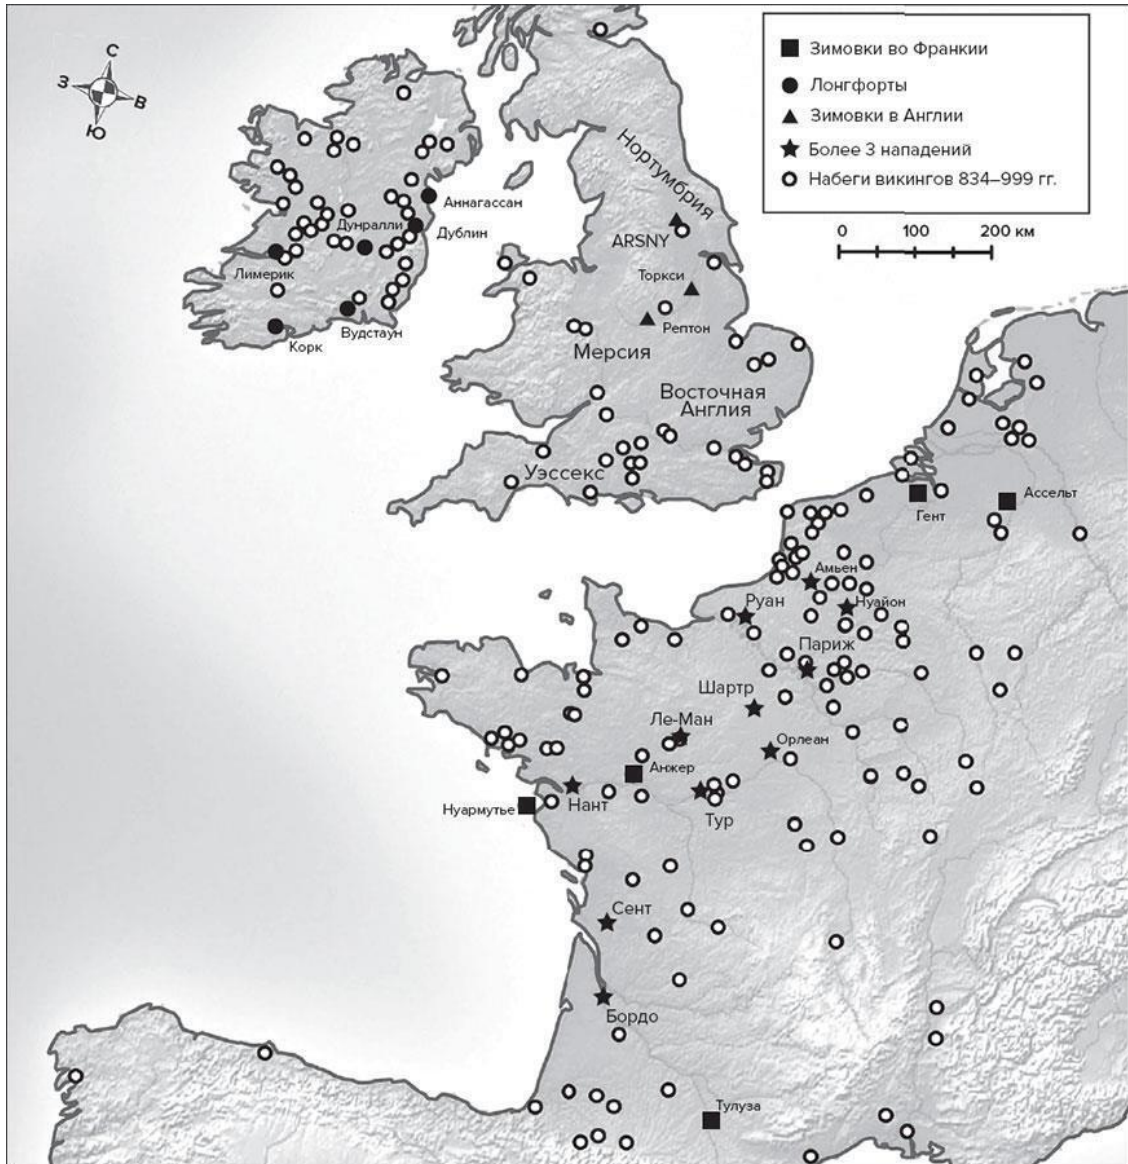 С
З
В
Ю
Зимовки во Франкии
Лонгфорты
Зимовки в Англии
Более 3 нападений
Набеги викингов 834–999 гг.
0 100 200 км
Нортумбрия
ARSNY
Торкси
Рептон
Мерсия
Восточная
Англия
Уэссекс
Аннагассан
Дунралли
Дублин
Лимерик
Вудстаун
Корк
Гент
Ассельт
Амьен
Руан
Нуайон
Париж
Шартр
Ле-Ман
Орлеан
Анжер
Нуармутье
Нант
Тур
Сент
Бордо
Тулуза